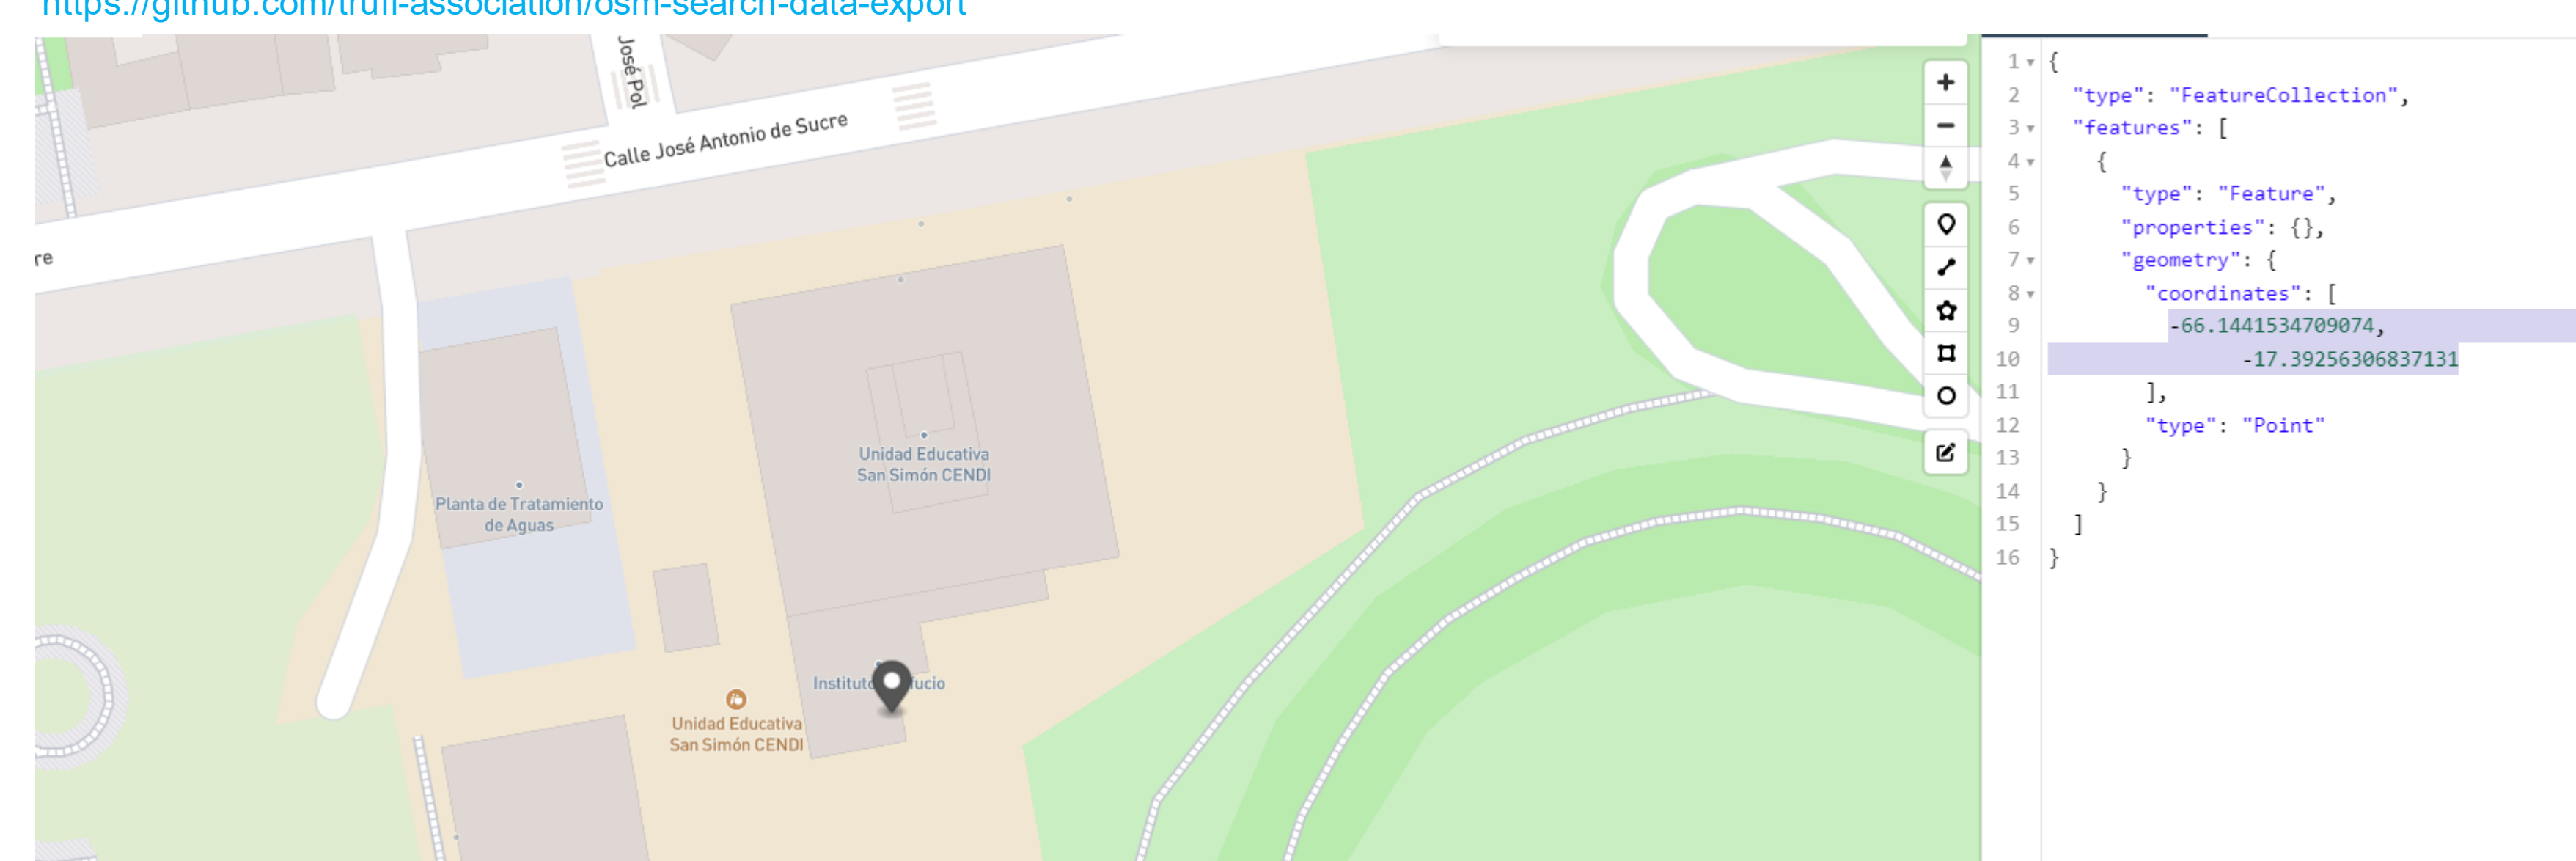 https://github.com/trufi-association/osm-search-data-export
José Pol
Calle José Antonio de Sucre
re
Unidad Educativa
San Simón CENDI
Planta de Tratamiento
de Aguas
Unidad Educativa
San Simón CENDI
1 {
2 "type": "FeatureCollection",
3 "features": [
4 {
5 "type": "Feature",
6 "properties": {},
7 "geometry": {
8 "coordinates": [
9 -66.1441534709074,
10 -17.39256306837131
11 ],
12 "type": "Point"
13 }
14 }
15 ]
16 }